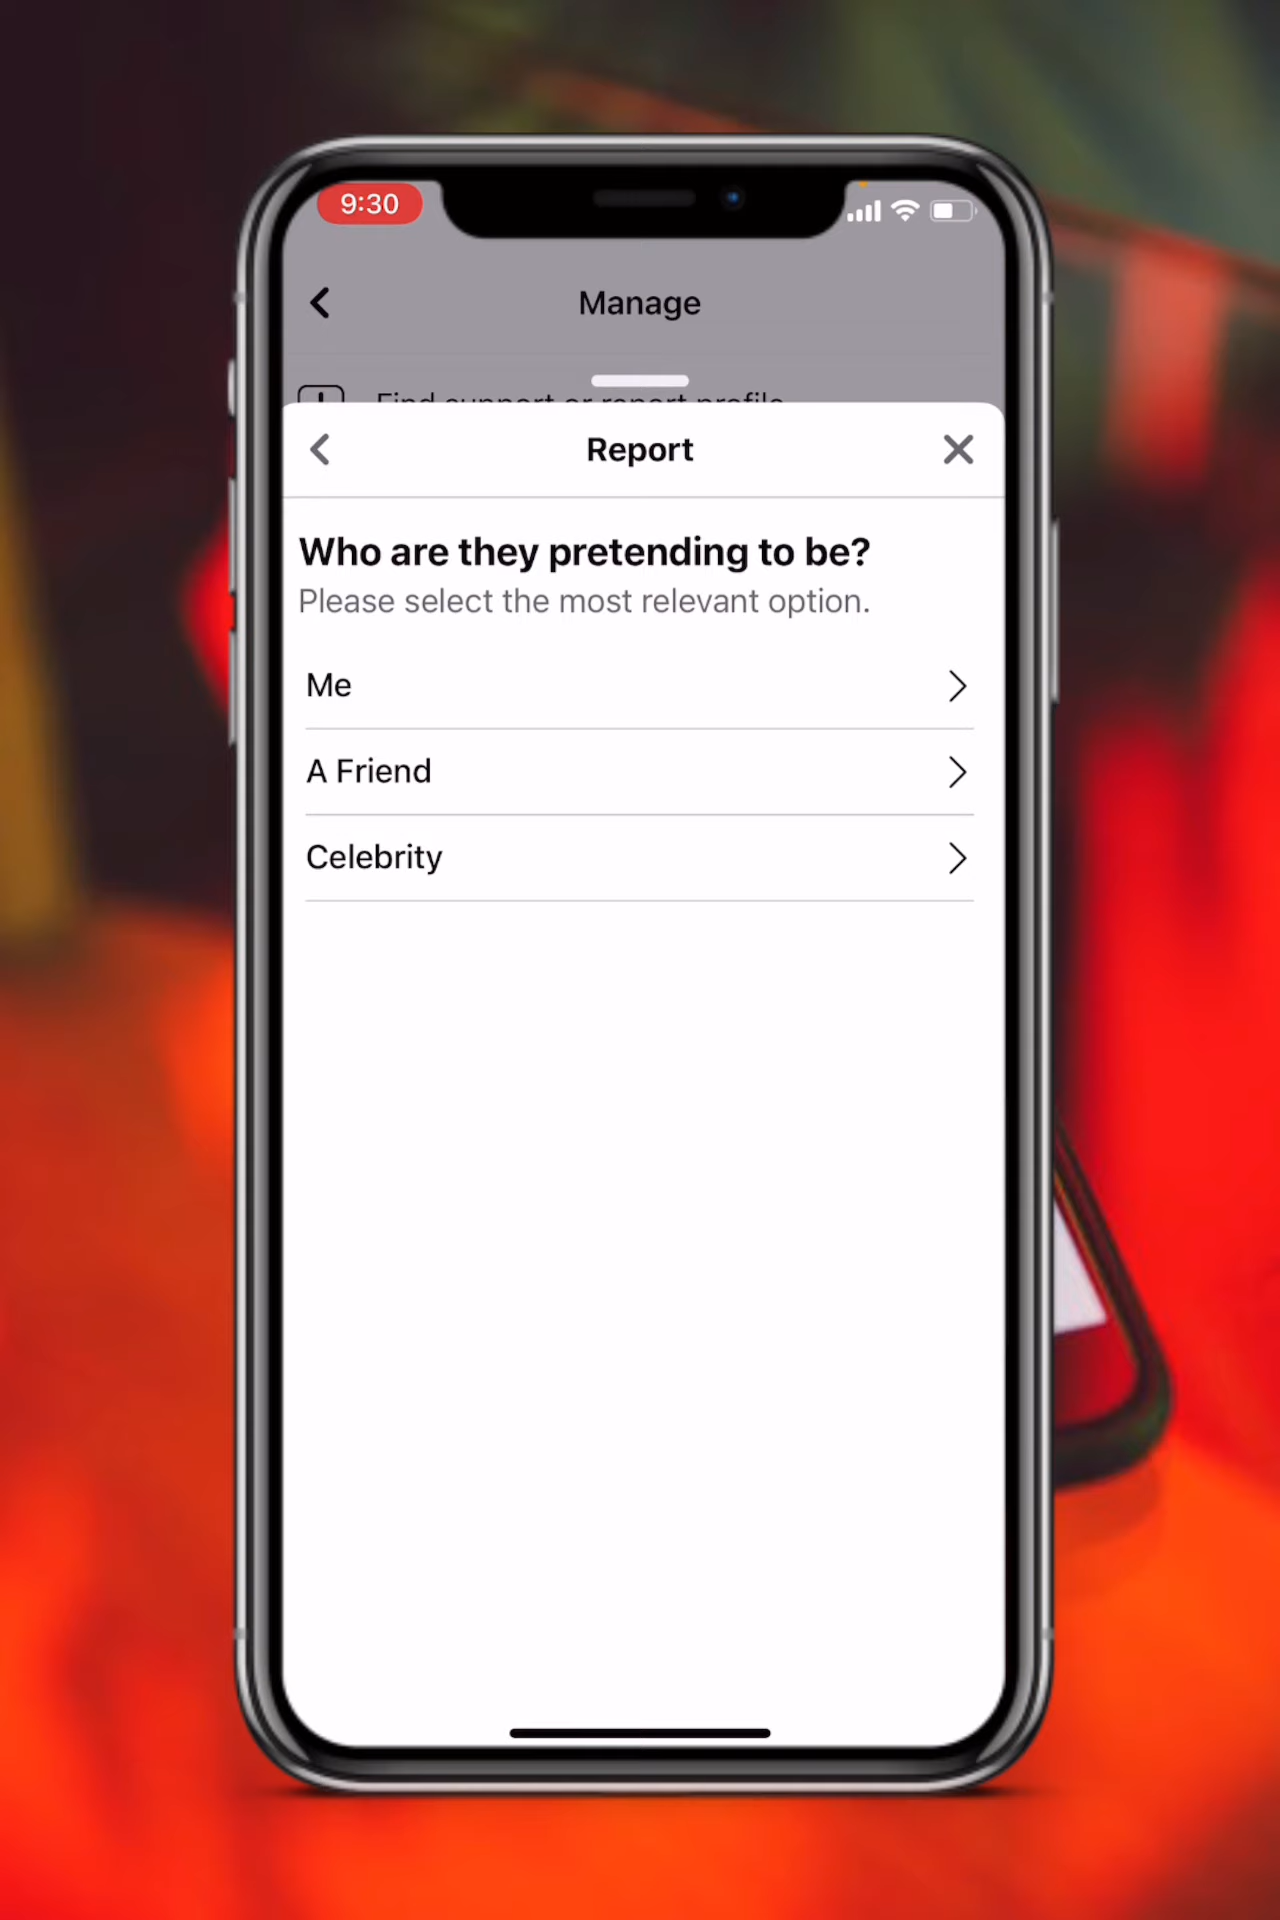 9:30
Manage
Find support or report profile
Report
Who are they pretending to be?
Please select the most relevant option.
Me
A Friend
Celebrity